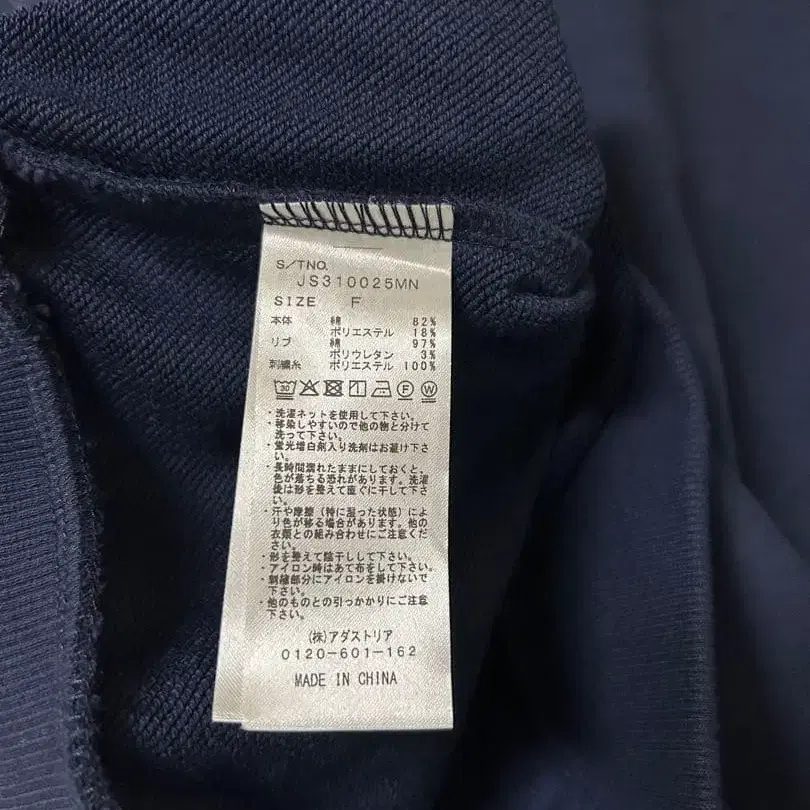 S/TNO.
JS310025MN
SIZE F
本体 綿 82%
ポリエステル 18%
リブ 綿 97%
ポリウレタン 3%
刺繍糸 ポリエステル 100%
30 F W
・洗濯ネットを使用して下さい。
・移染しやすいので他の物と分けて
洗って下さい。
・蛍光増白剤入り洗剤はお避け下さ
い。
・長時間濡れたままにしておくと、
色が落ちる恐れがあります。洗濯
後は形を整えて直ぐに干して下さ
い。
・汗や摩擦（特に湿った状態）によ
り色が移る場合があります。他の
衣類との組み合わせにご注意くだ
さい。
・形を整えて陰干しして下さい。
・アイロン時はあて布をして下さい。
・刺繍部分にアイロンを掛けないで
下さい。
・他のものとの引っかかりにご注意
下さい。
(株)アダストリア
0120-601-162
MADE IN CHINA